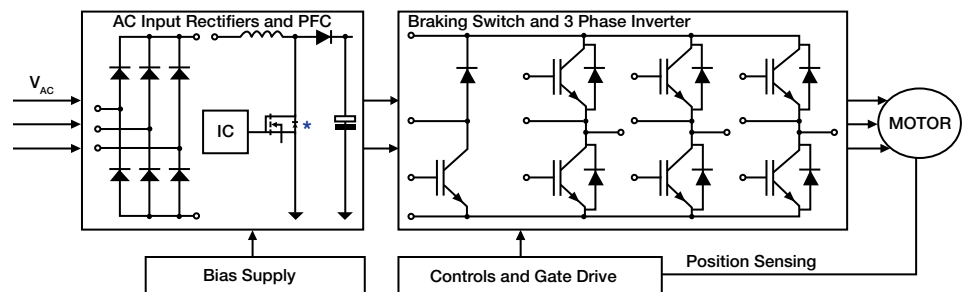 AC Input Rectifiers and PFC
Braking Switch and 3 Phase Inverter
VAC
IC
*
MOTOR
Position Sensing
Bias Supply
Controls and Gate Drive